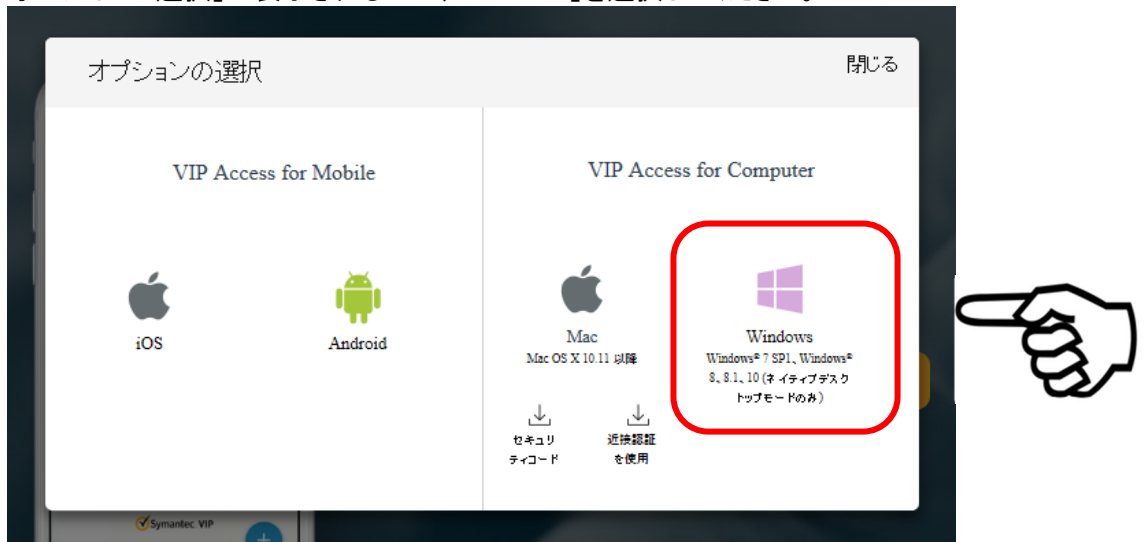 オプションの選択
閉じる
VIP Access for Mobile
VIP Access for Computer
iOS
Android
Mac
Mac OS X 10.11 以降
セキュリ
ティコード
近接認証
を使用
Windows
Windows® 7 SP1、Windows®
8、8.1、10 (ネイティブデスク
トップモードのみ)
Symantec VIP